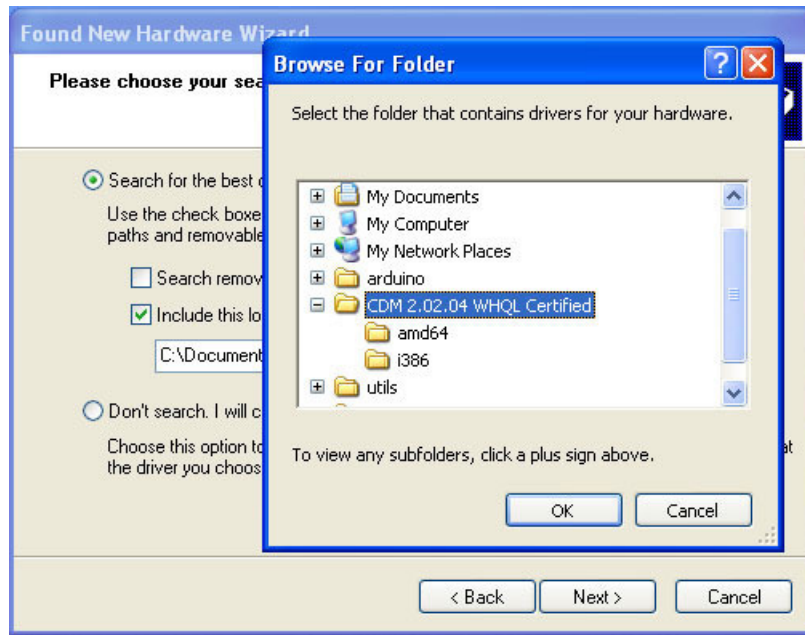 Found New Hardware Wizard
Please choose your sea
Search for the best
Use the check boxe
paths and removable
Search remov
Include this lo
C:\Document
Don't search. I will c
Choose this option to
the driver you choos
at
< Back
Next >
Cancel
Browse For Folder
Select the folder that contains drivers for your hardware.
My Documents
My Computer
My Network Places
arduino
CDM 2.02.04 WHQL Certified
amd64
i386
utils
To view any subfolders, click a plus sign above.
OK
Cancel